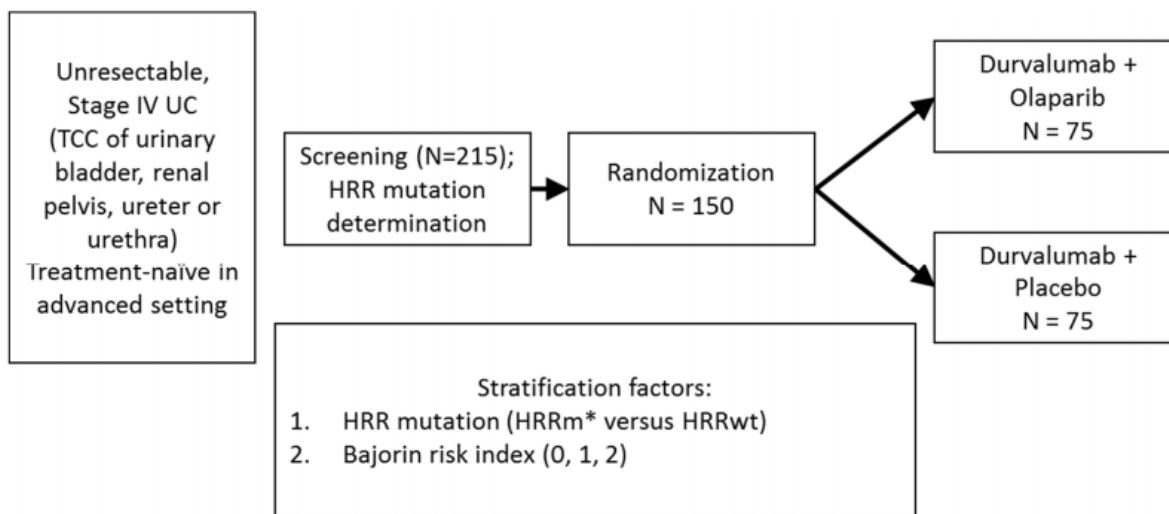 Unresectable,
Stage IV UC
(TCC of urinary
bladder, renal
pelvis, ureter or
urethra)
Treatment-naïve in
advanced setting
Screening (N=215);
HRR mutation
determination
Randomization
N = 150
Durvalumab +
Olaparib
N = 75
Durvalumab +
Placebo
N = 75
Stratification factors:
1. HRR mutation (HRRm* versus HRRwt)
2. Bajorin risk index (0, 1, 2)